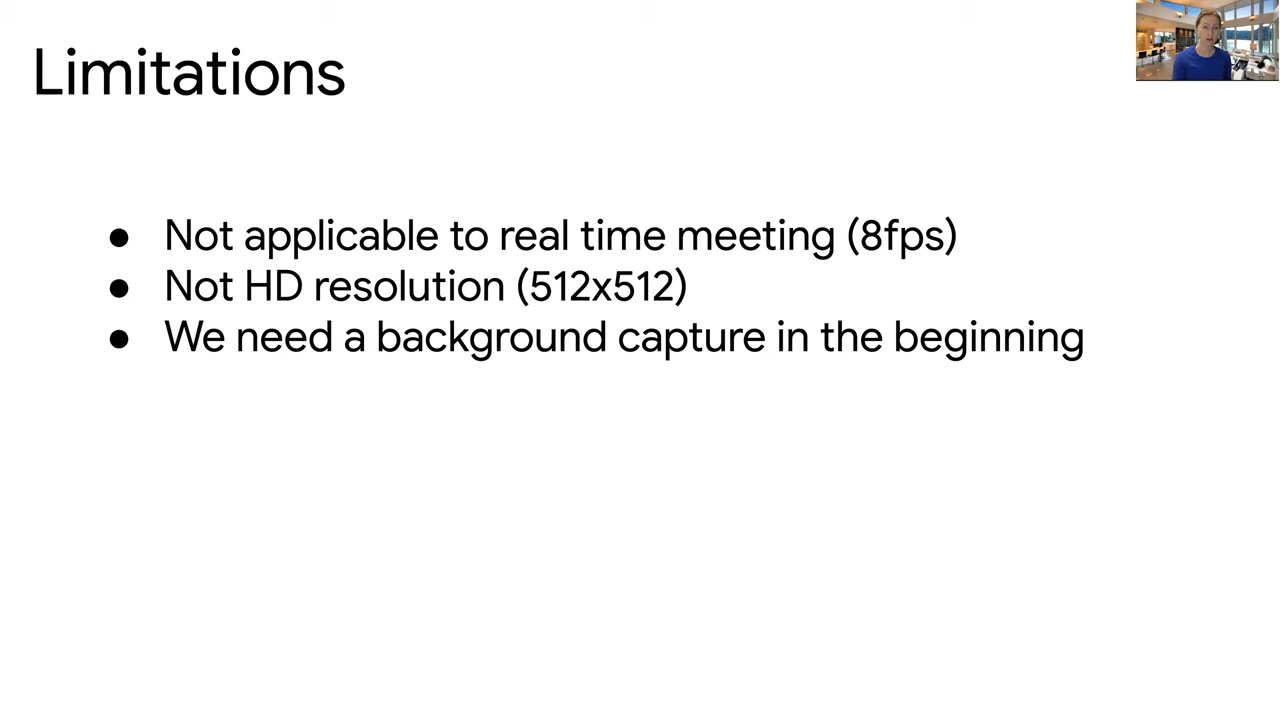 Limitations
● Not applicable to real time meeting (8fps)
● Not HD resolution (512x512)
● We need a background capture in the beginning